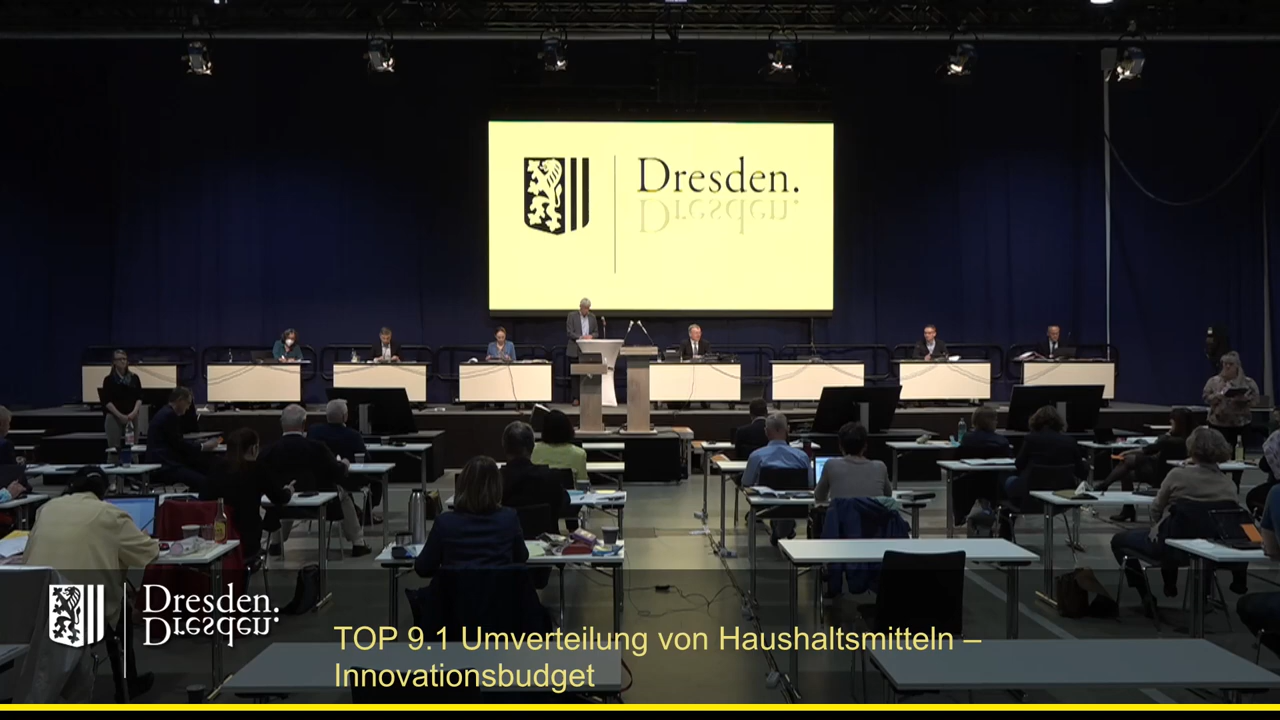 Dresden.
Dresden.
Dresden.
Dresden.
TOP 9.1 Umverteilung von Haushaltsmitteln –
Innovationsbudget